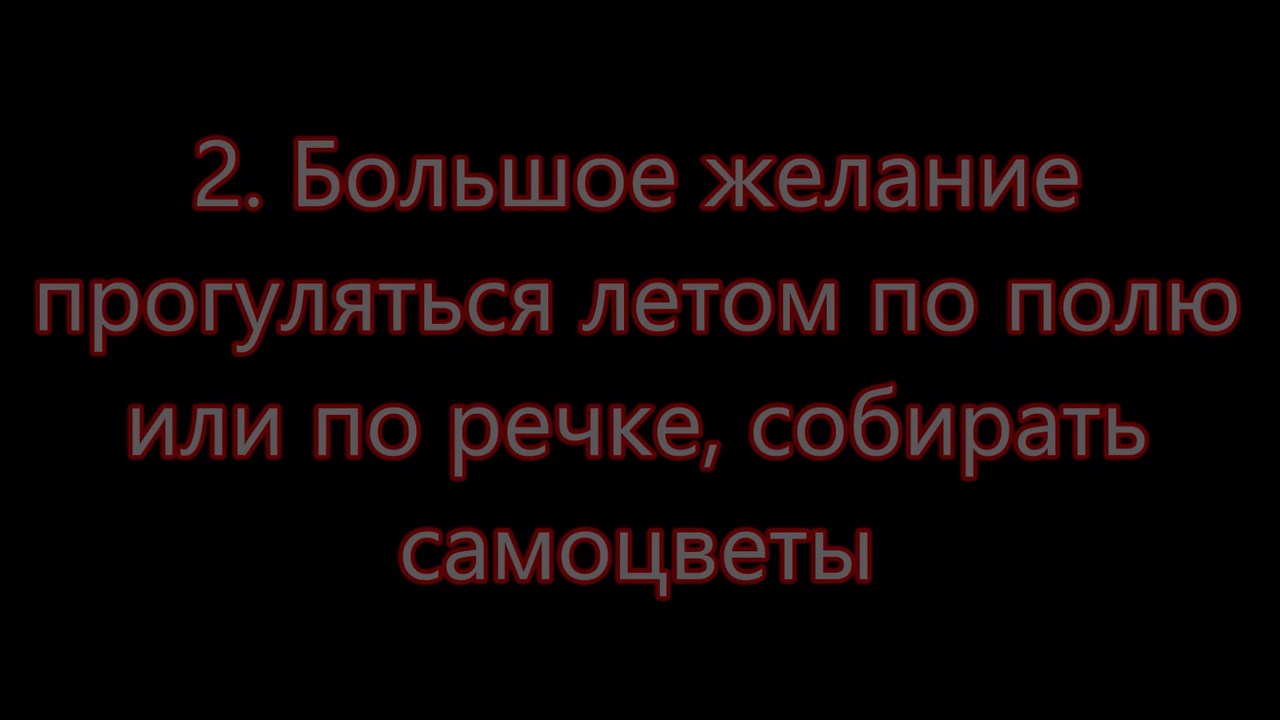 2. Большое желание
прогуляться летом по полю
или по речке, собирать
самоцветы